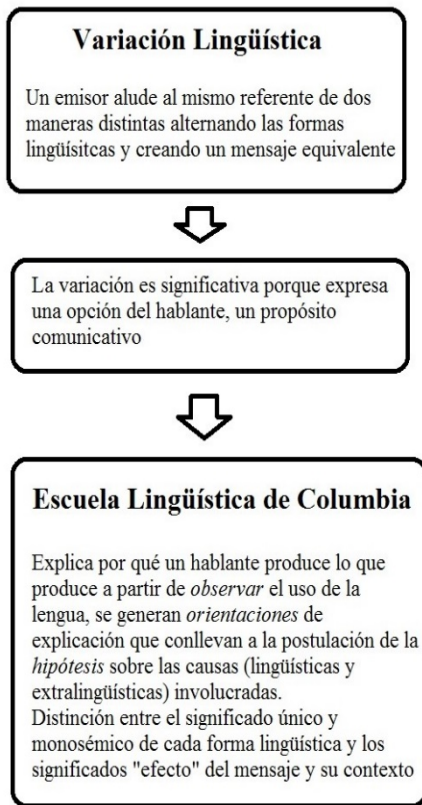 Variación Lingüística
Un emisor alude al mismo referente de dos
maneras distintas alternando las formas
lingüísitcas y creando un mensaje equivalente
La variación es significativa porque expresa
una opción del hablante, un propósito
comunicativo
Escuela Lingüística de Columbia
Explica por qué un hablante produce lo que
produce a partir de observar el uso de la
lengua, se generan orientaciones de
explicación que conllevan a la postulación de la
hipótesis sobre las causas (lingüísticas y
extralingüísticas) involucradas.
Distinción entre el significado único y
monosémico de cada forma lingüística y los
significados "efecto" del mensaje y su contexto